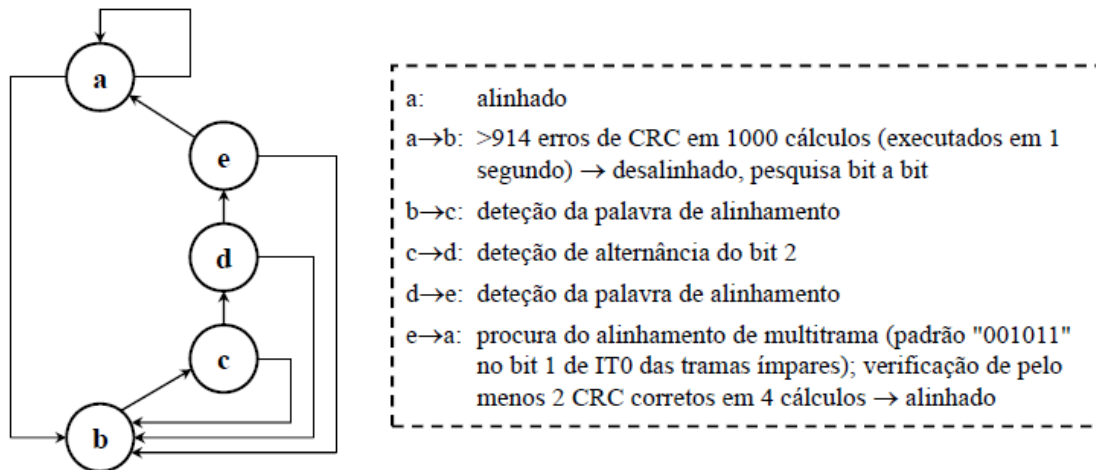 a
e
d
c
b
a: alinhado
a→b: >914 erros de CRC em 1000 cálculos (executados em 1
segundo) → desalinhado, pesquisa bit a bit
b→c: deteção da palavra de alinhamento
c→d: deteção de alternância do bit 2
d→e: deteção da palavra de alinhamento
e→a: procura do alinhamento de multitrama (padrão "001011"
no bit 1 de IT0 das tramas ímpares); verificação de pelo
menos 2 CRC corretos em 4 cálculos → alinhado